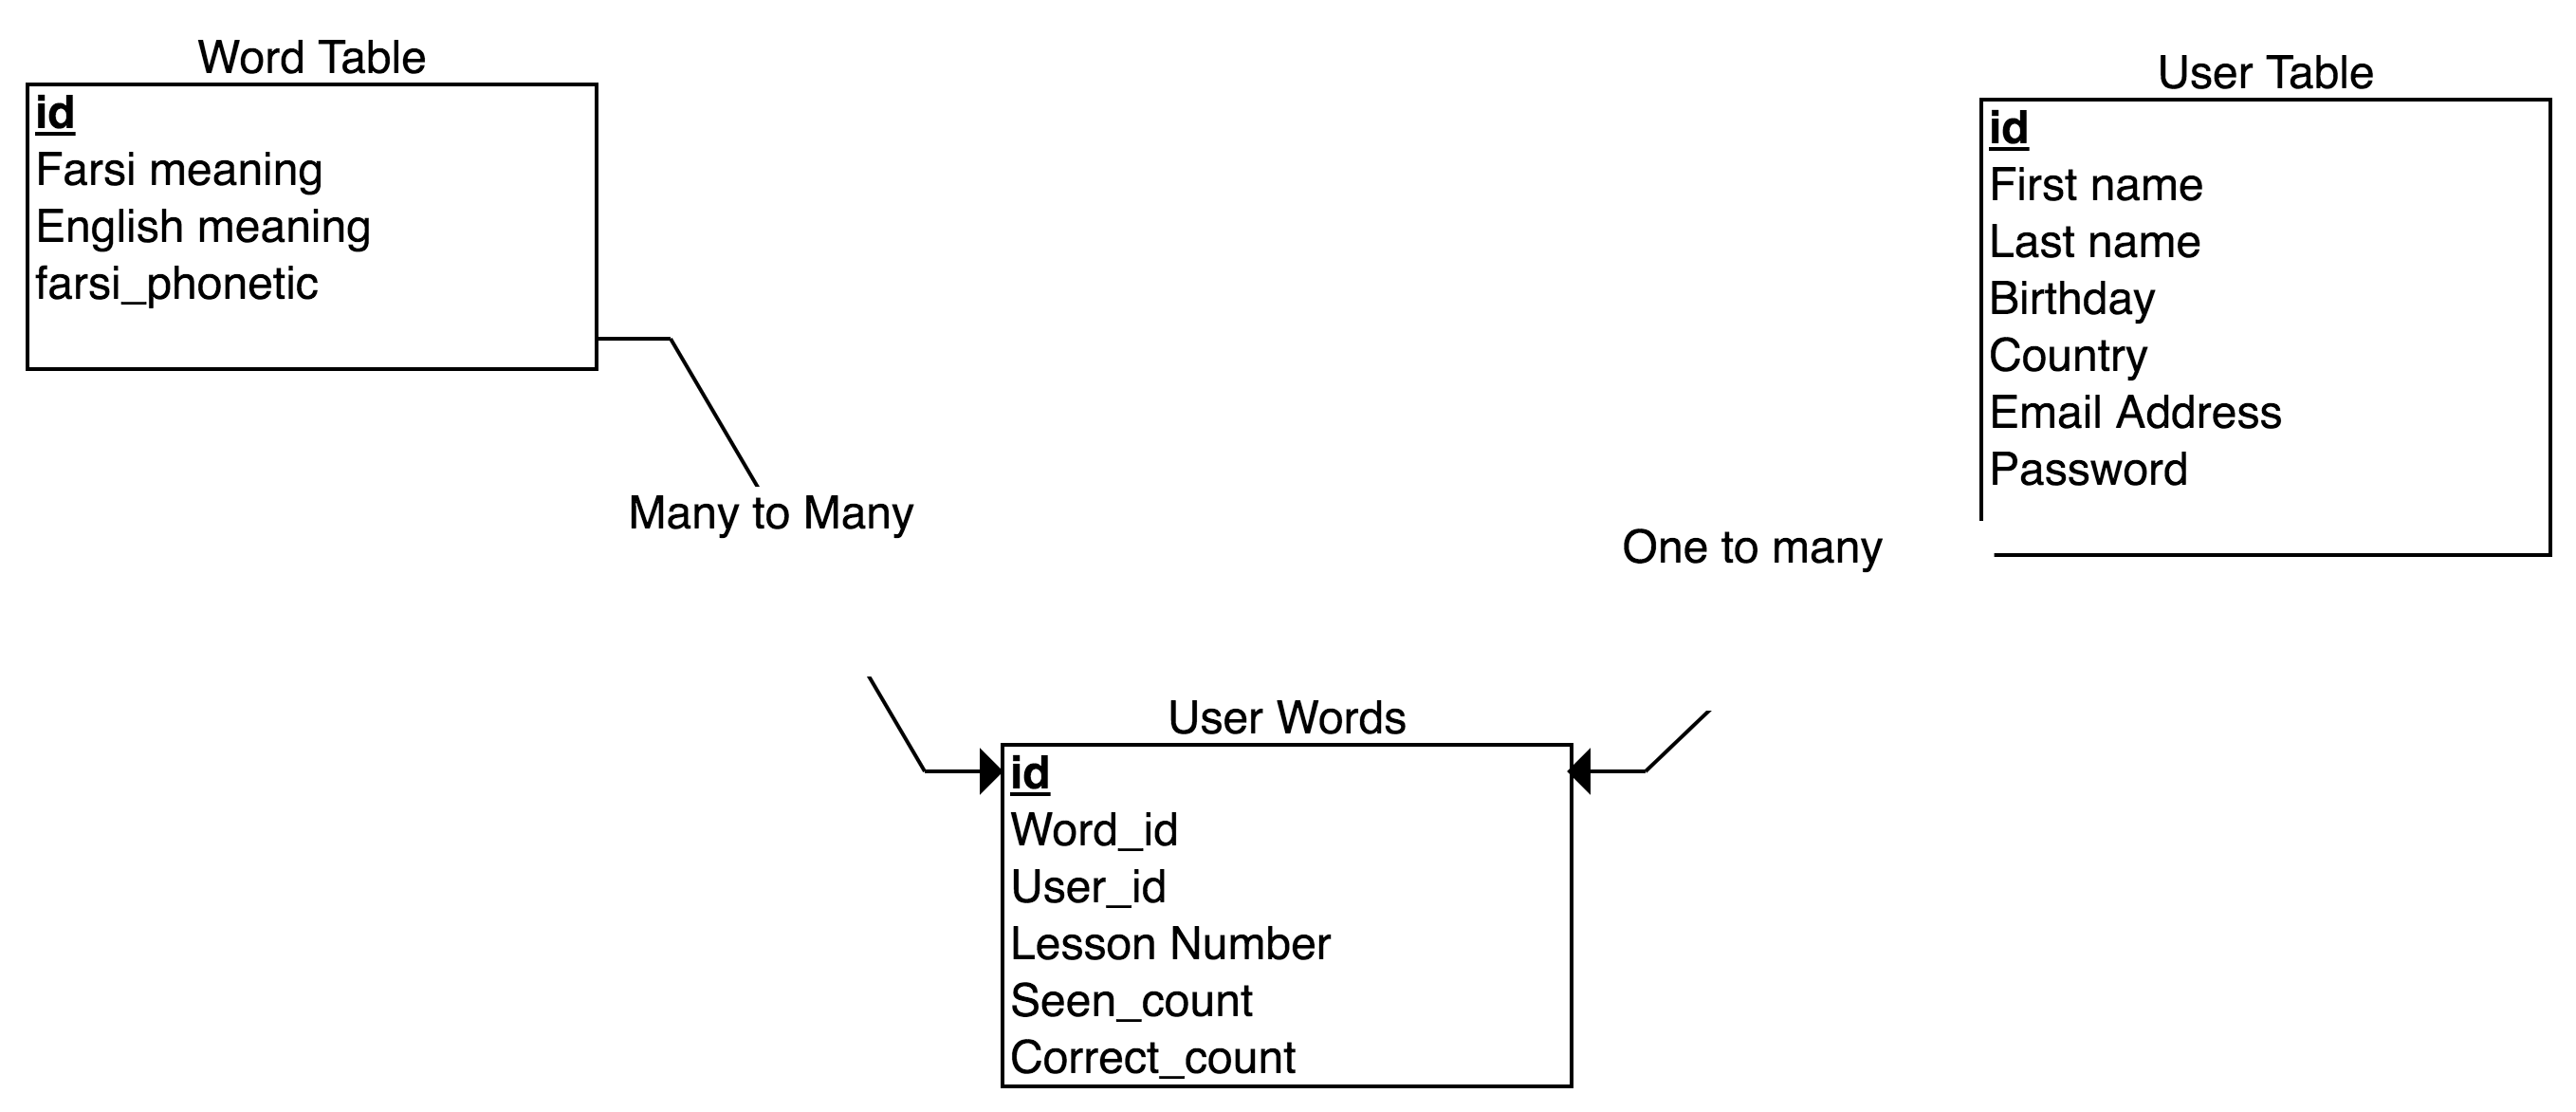 Word Table
id
Farsi meaning
English meaning
farsi_phonetic
Many to Many
User Table
id
First name
Last name
Birthday
Country
Email Address
Password
One to many
User Words
id
Word_id
User_id
Lesson Number
Seen_count
Correct_count